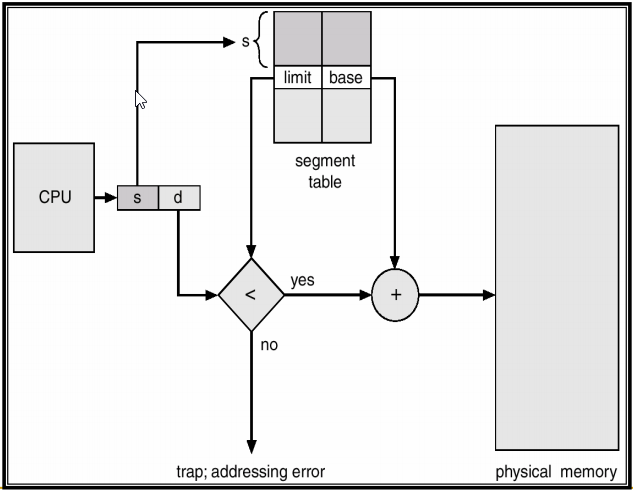 s
limit base
segment
table
CPU
s d
<
yes
+
no
trap; addressing error
physical memory